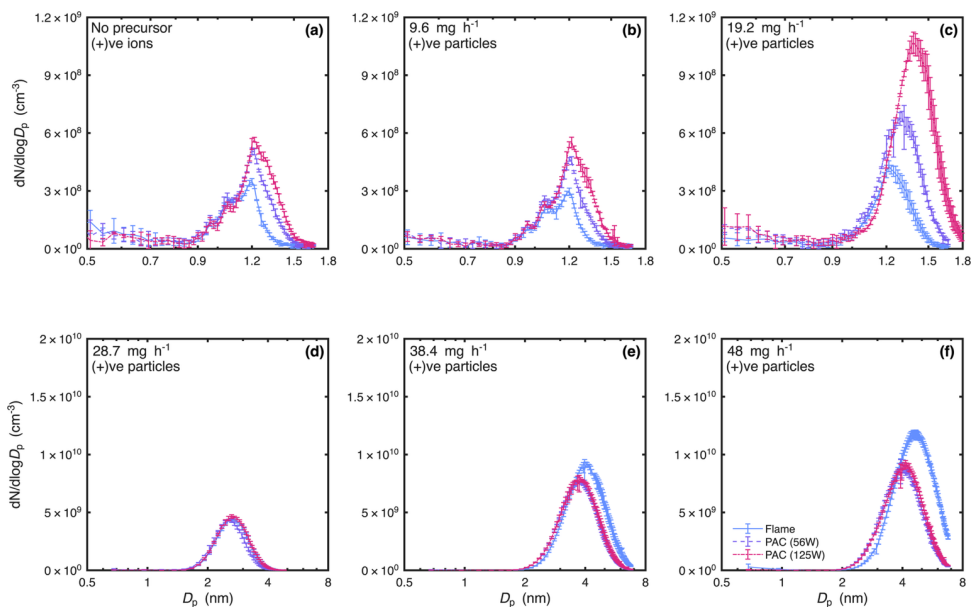 No precursor
(+)ve ions
(a)
9.6 mg h⁻¹
(+)ve particles
(b)
19.2 mg h⁻¹
(+)ve particles
(c)
1.2 × 10⁹
9 × 10⁸
6 × 10⁸
3 × 10⁸
0 × 10⁰
dN/dlogDₚ (cm⁻³)
0.5 0.7 0.9 1.2 1.5 1.8
0.5 0.7 0.9 1.2 1.5 1.8
0.5 0.7 0.9 1.2 1.5 1.8
1.2 × 10⁹
9 × 10⁸
6 × 10⁸
3 × 10⁸
0 × 10⁰
1.2 × 10⁹
9 × 10⁸
6 × 10⁸
3 × 10⁸
0 × 10⁰
28.7 mg h⁻¹
(+)ve particles
(d)
38.4 mg h⁻¹
(+)ve particles
(e)
48 mg h⁻¹
(+)ve particles
(f)
2 × 10¹⁰
1.5 × 10¹⁰
1 × 10¹⁰
5 × 10⁹
0 × 10⁰
dN/dlogDₚ (cm⁻³)
2 × 10¹⁰
1.5 × 10¹⁰
1 × 10¹⁰
5 × 10⁹
0 × 10⁰
2 × 10¹⁰
1.5 × 10¹⁰
1 × 10¹⁰
5 × 10⁹
0 × 10⁰
Flame
PAC (56W)
PAC (125W)
0.5 1 2 4 8
0.5 1 2 4 8
0.5 1 2 4 8
Dₚ (nm)
Dₚ (nm)
Dₚ (nm)